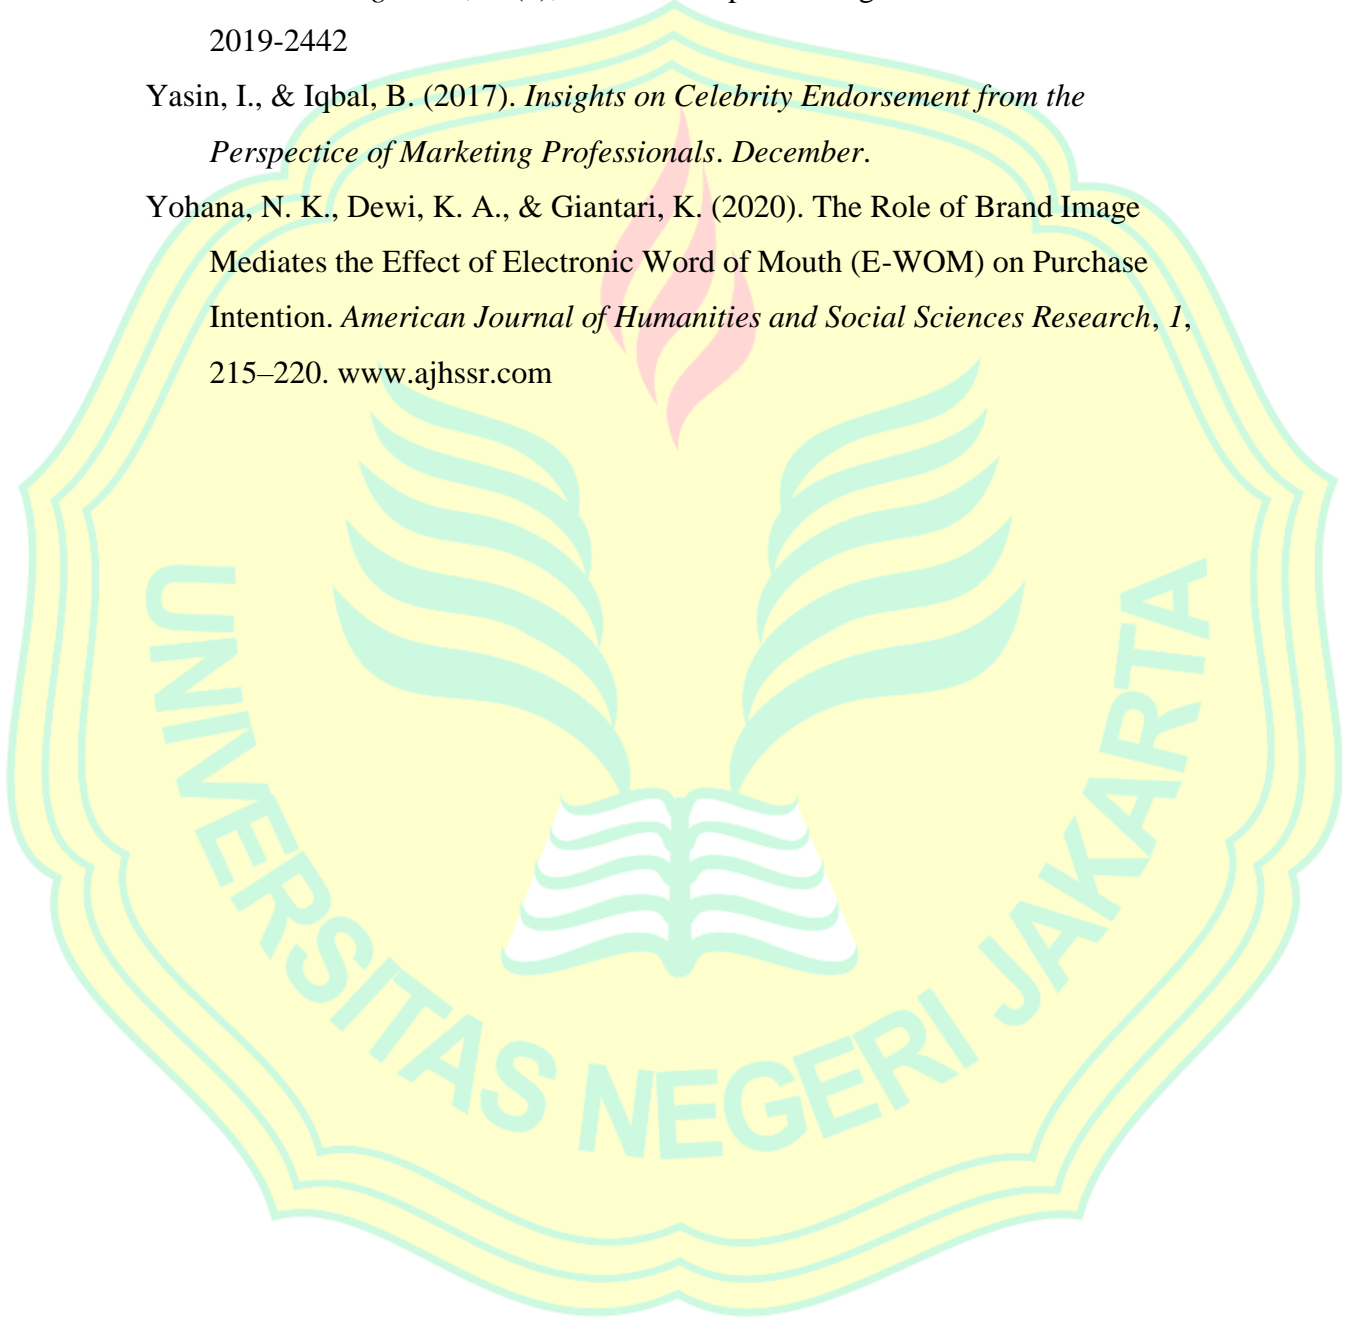 2019-2442
Yasin, I., & Iqbal, B. (2017). Insights on Celebrity Endorsement from the
Perspectice of Marketing Professionals. December.
Yohana, N. K., Dewi, K. A., & Giantari, K. (2020). The Role of Brand Image
Mediates the Effect of Electronic Word of Mouth (E-WOM) on Purchase
Intention. American Journal of Humanities and Social Sciences Research, 1,
215–220. www.ajhssr.com
UNIVERSITAS NEGERI JAKARTA